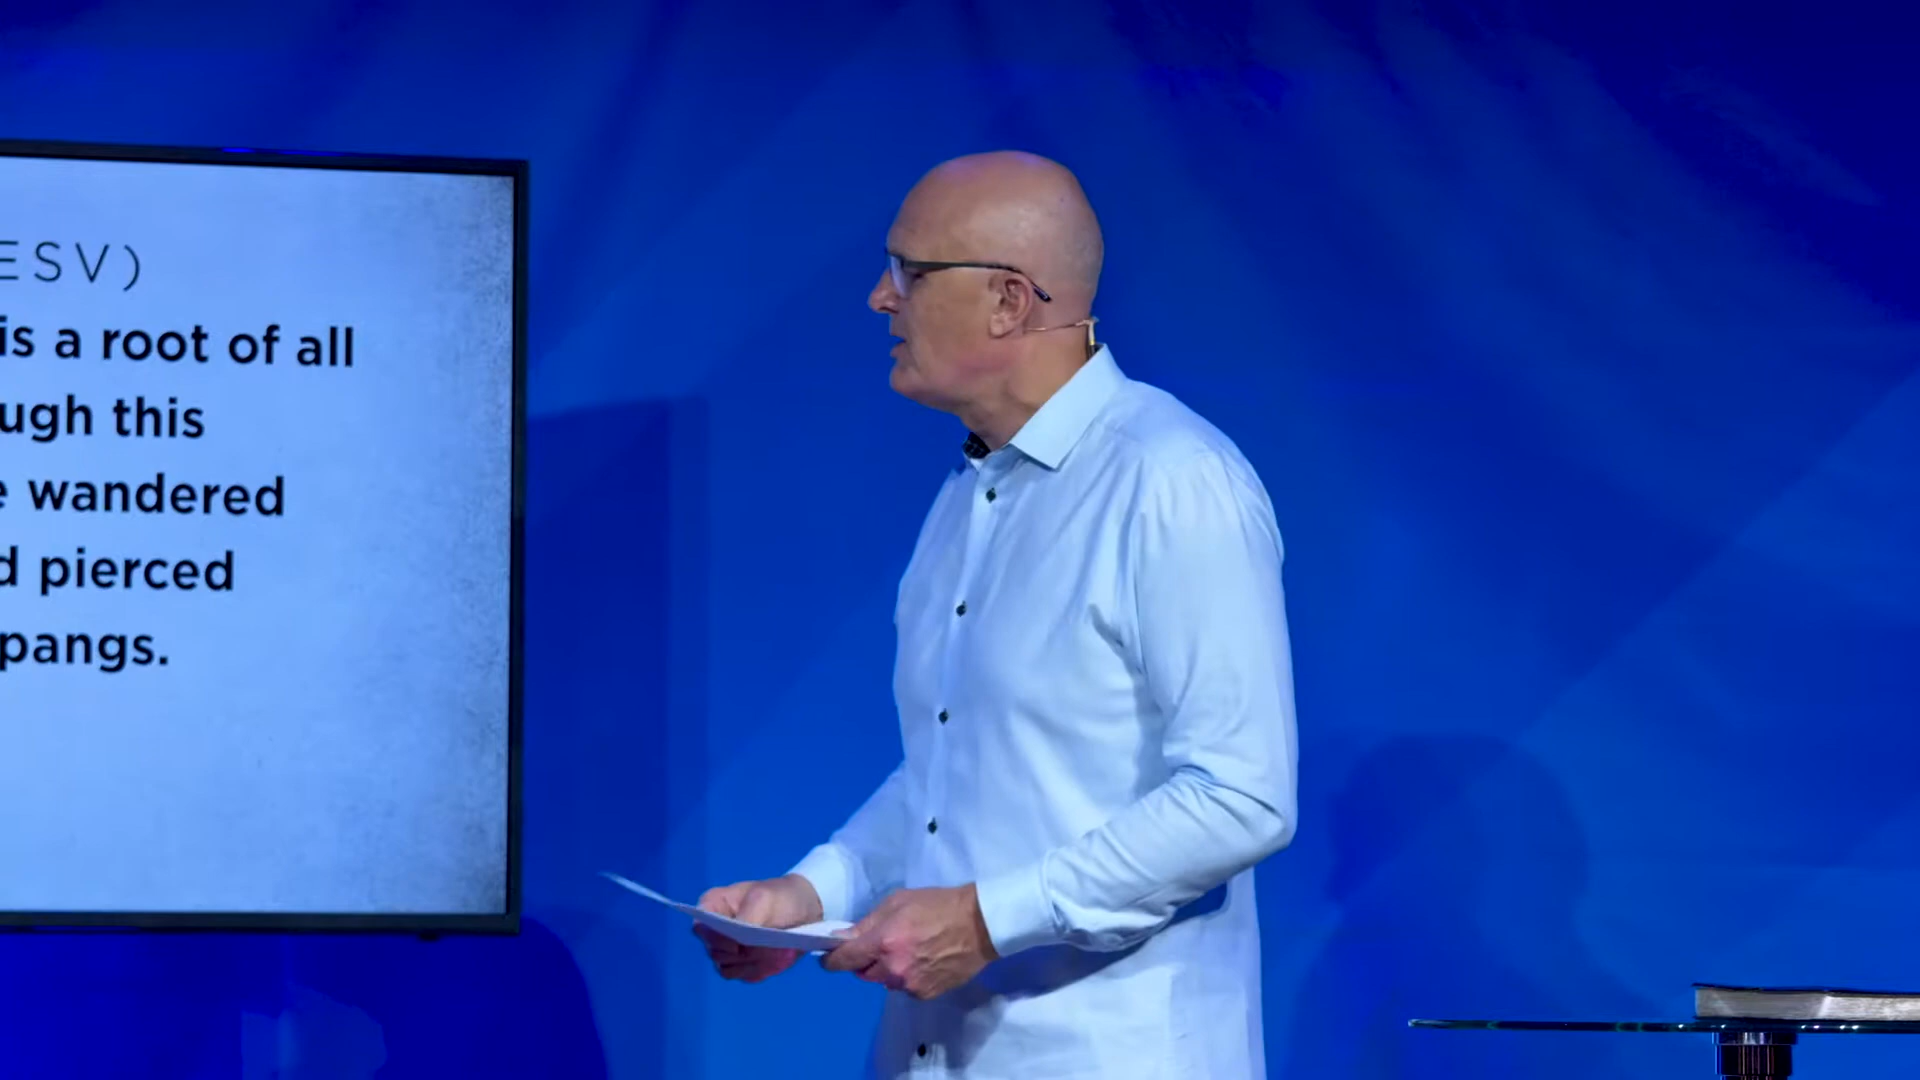 ESV)
is a root of all
ugh this
e wandered
d pierced
pangs.